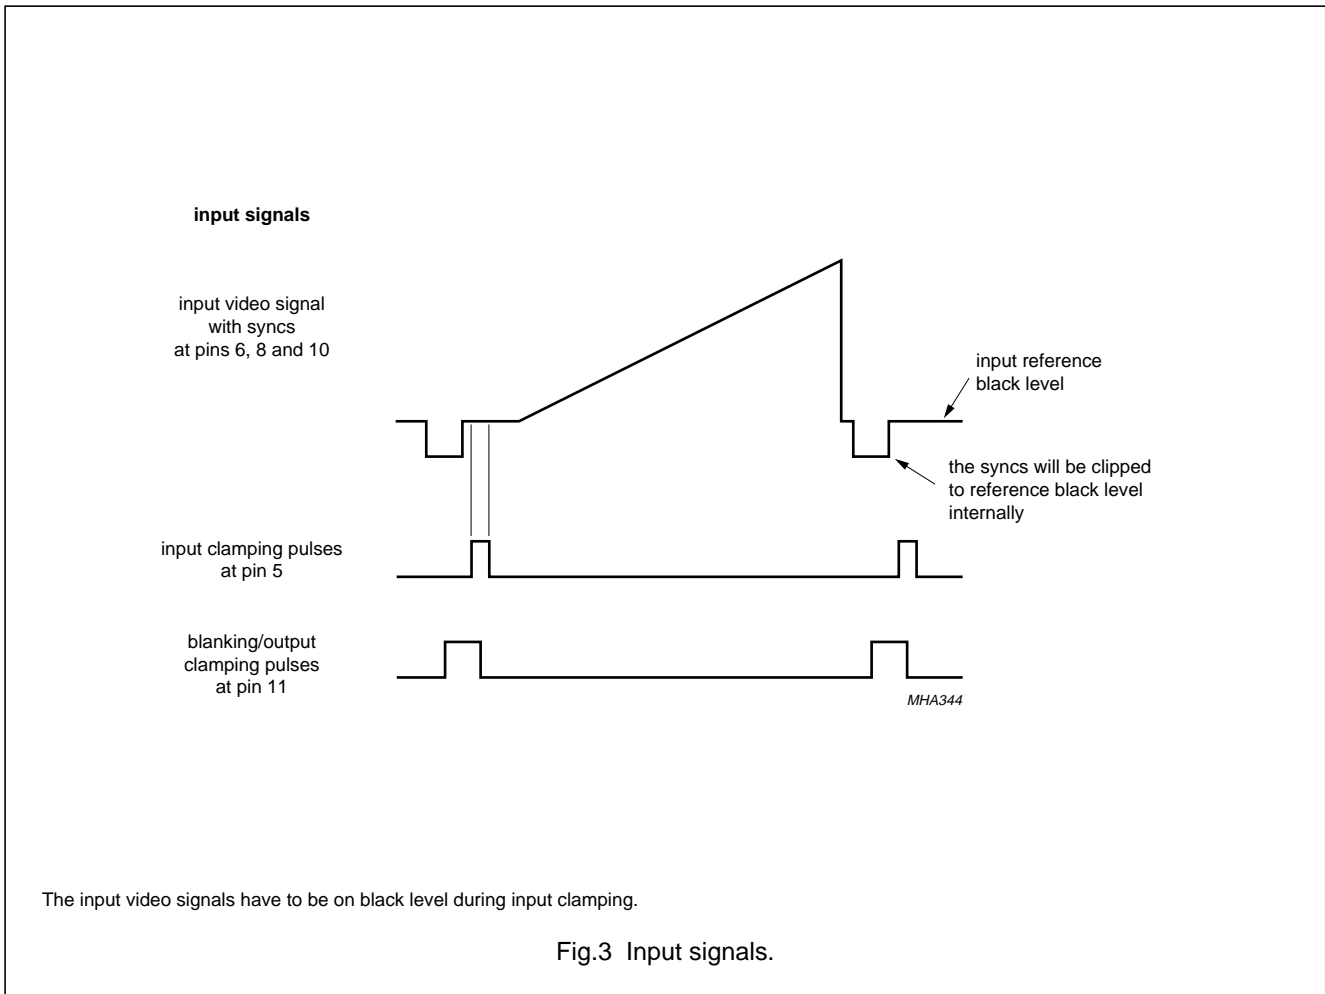 input signals
input video signal
with syncs
at pins 6, 8 and 10
input reference
black level
the syncs will be clipped
to reference black level
internally
input clamping pulses
at pin 5
blanking/output
clamping pulses
at pin 11
MHA344
The input video signals have to be on black level during input clamping.
Fig.3 Input signals.